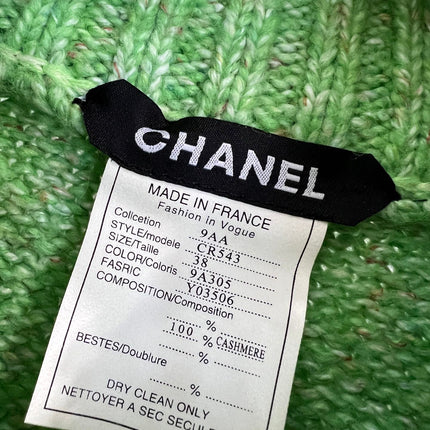 CHANEL
MADE IN FRANCE
Fashion in Vogue
Collcetion 9AA
STYLE/modele CR543
SIZE/Taille 38
COLOR/Coloris 9A305
FASRIC Y03506
COMPOSITION/Composition
%
100 % CASHMERE
BESTES/Doublure %
%
DRY CLEAN ONLY
NETTOYER A SEC SECULE